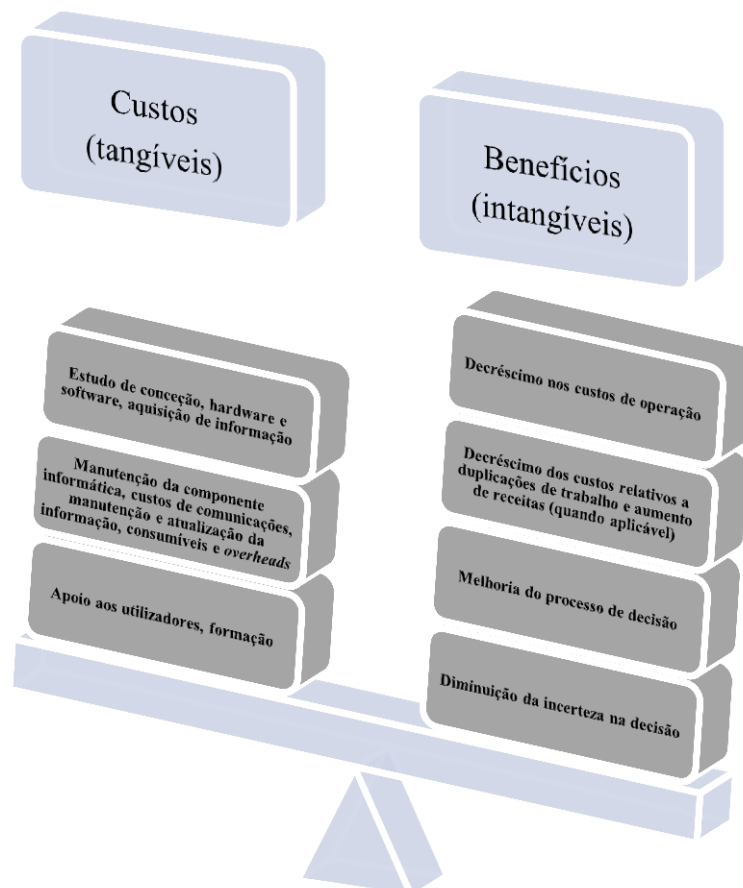 Custos
(tangíveis)
Benefícios
(intangíveis)
Estudo de conceção, hardware e
software, aquisição de informação
Manutenção da componente
informática, custos de comunicações,
manutenção e atualização da
informação, consumíveis e overheads
Apoio aos utilizadores, formação
Decréscimo nos custos de operação
Decréscimo dos custos relativos a
duplicações de trabalho e aumento
de receitas (quando aplicável)
Melhoria do processo de decisão
Diminuição da incerteza na decisão